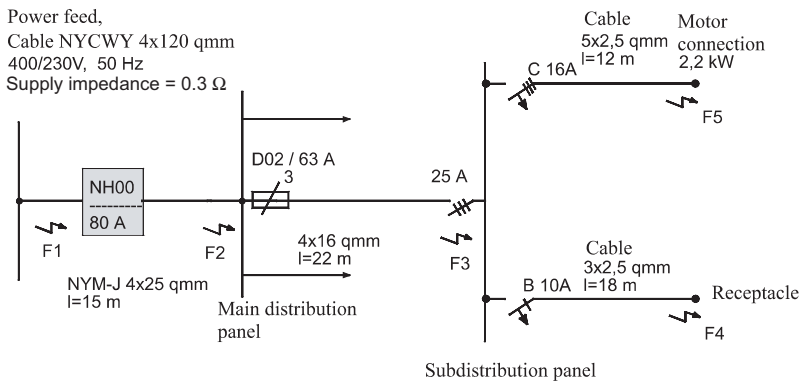 Power feed,
Cable NYCWY 4x120 qmm
400/230V, 50 Hz
Supply impedance = 0.3 Ω
NH00
80 A
F1
NYM-J 4x25 qmm
l=15 m
F2
Main distribution
panel
D02 / 63 A
3
4x16 qmm
l=22 m
25 A
F3
Subdistribution panel
C 16A
Cable
5x2,5 qmm
l=12 m
Motor
connection
2,2 kW
F5
B 10A
Cable
3x2,5 qmm
l=18 m
Receptacle
F4